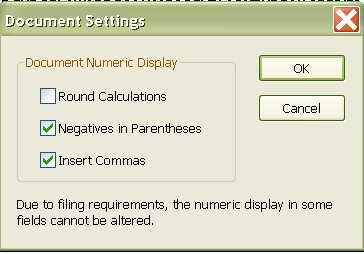 Document Settings
Document Numeric Display
Round Calculations
Negatives in Parentheses
Insert Commas
OK
Cancel
Due to filing requirements, the numeric display in some
fields cannot be altered.